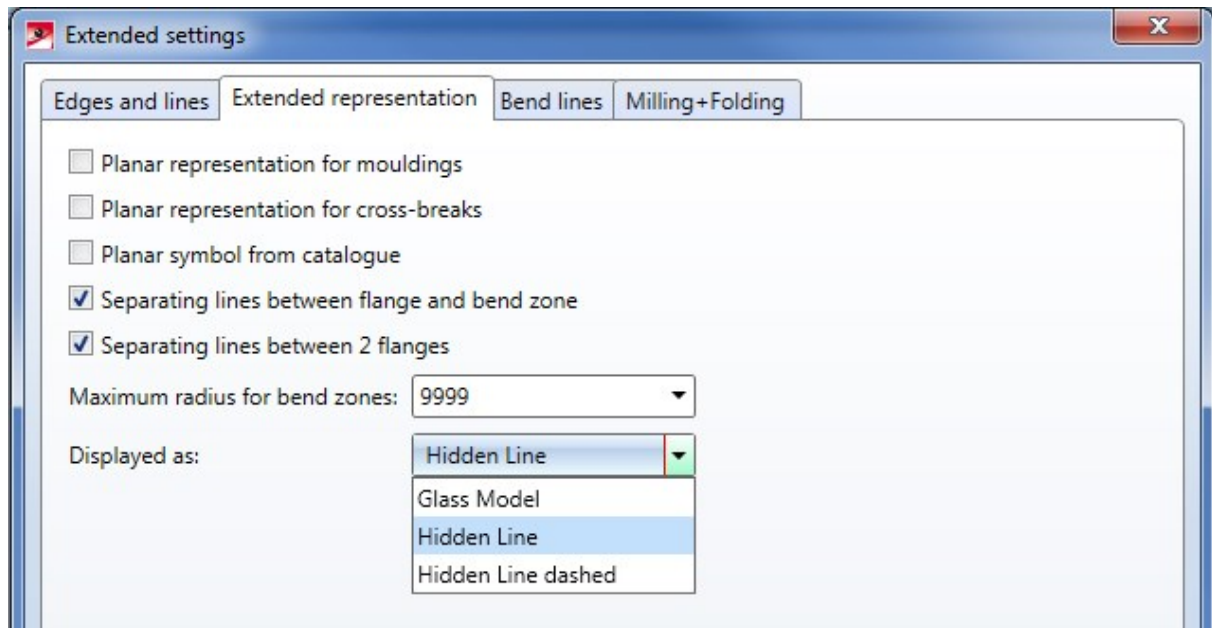 Extended settings
Edges and lines Extended representation Bend lines Milling+Folding
Planar representation for mouldings
Planar representation for cross-breaks
Planar symbol from catalogue
Separating lines between flange and bend zone
Separating lines between 2 flanges
Maximum radius for bend zones: 9999
Displayed as: Hidden Line
Glass Model
Hidden Line
Hidden Line dashed